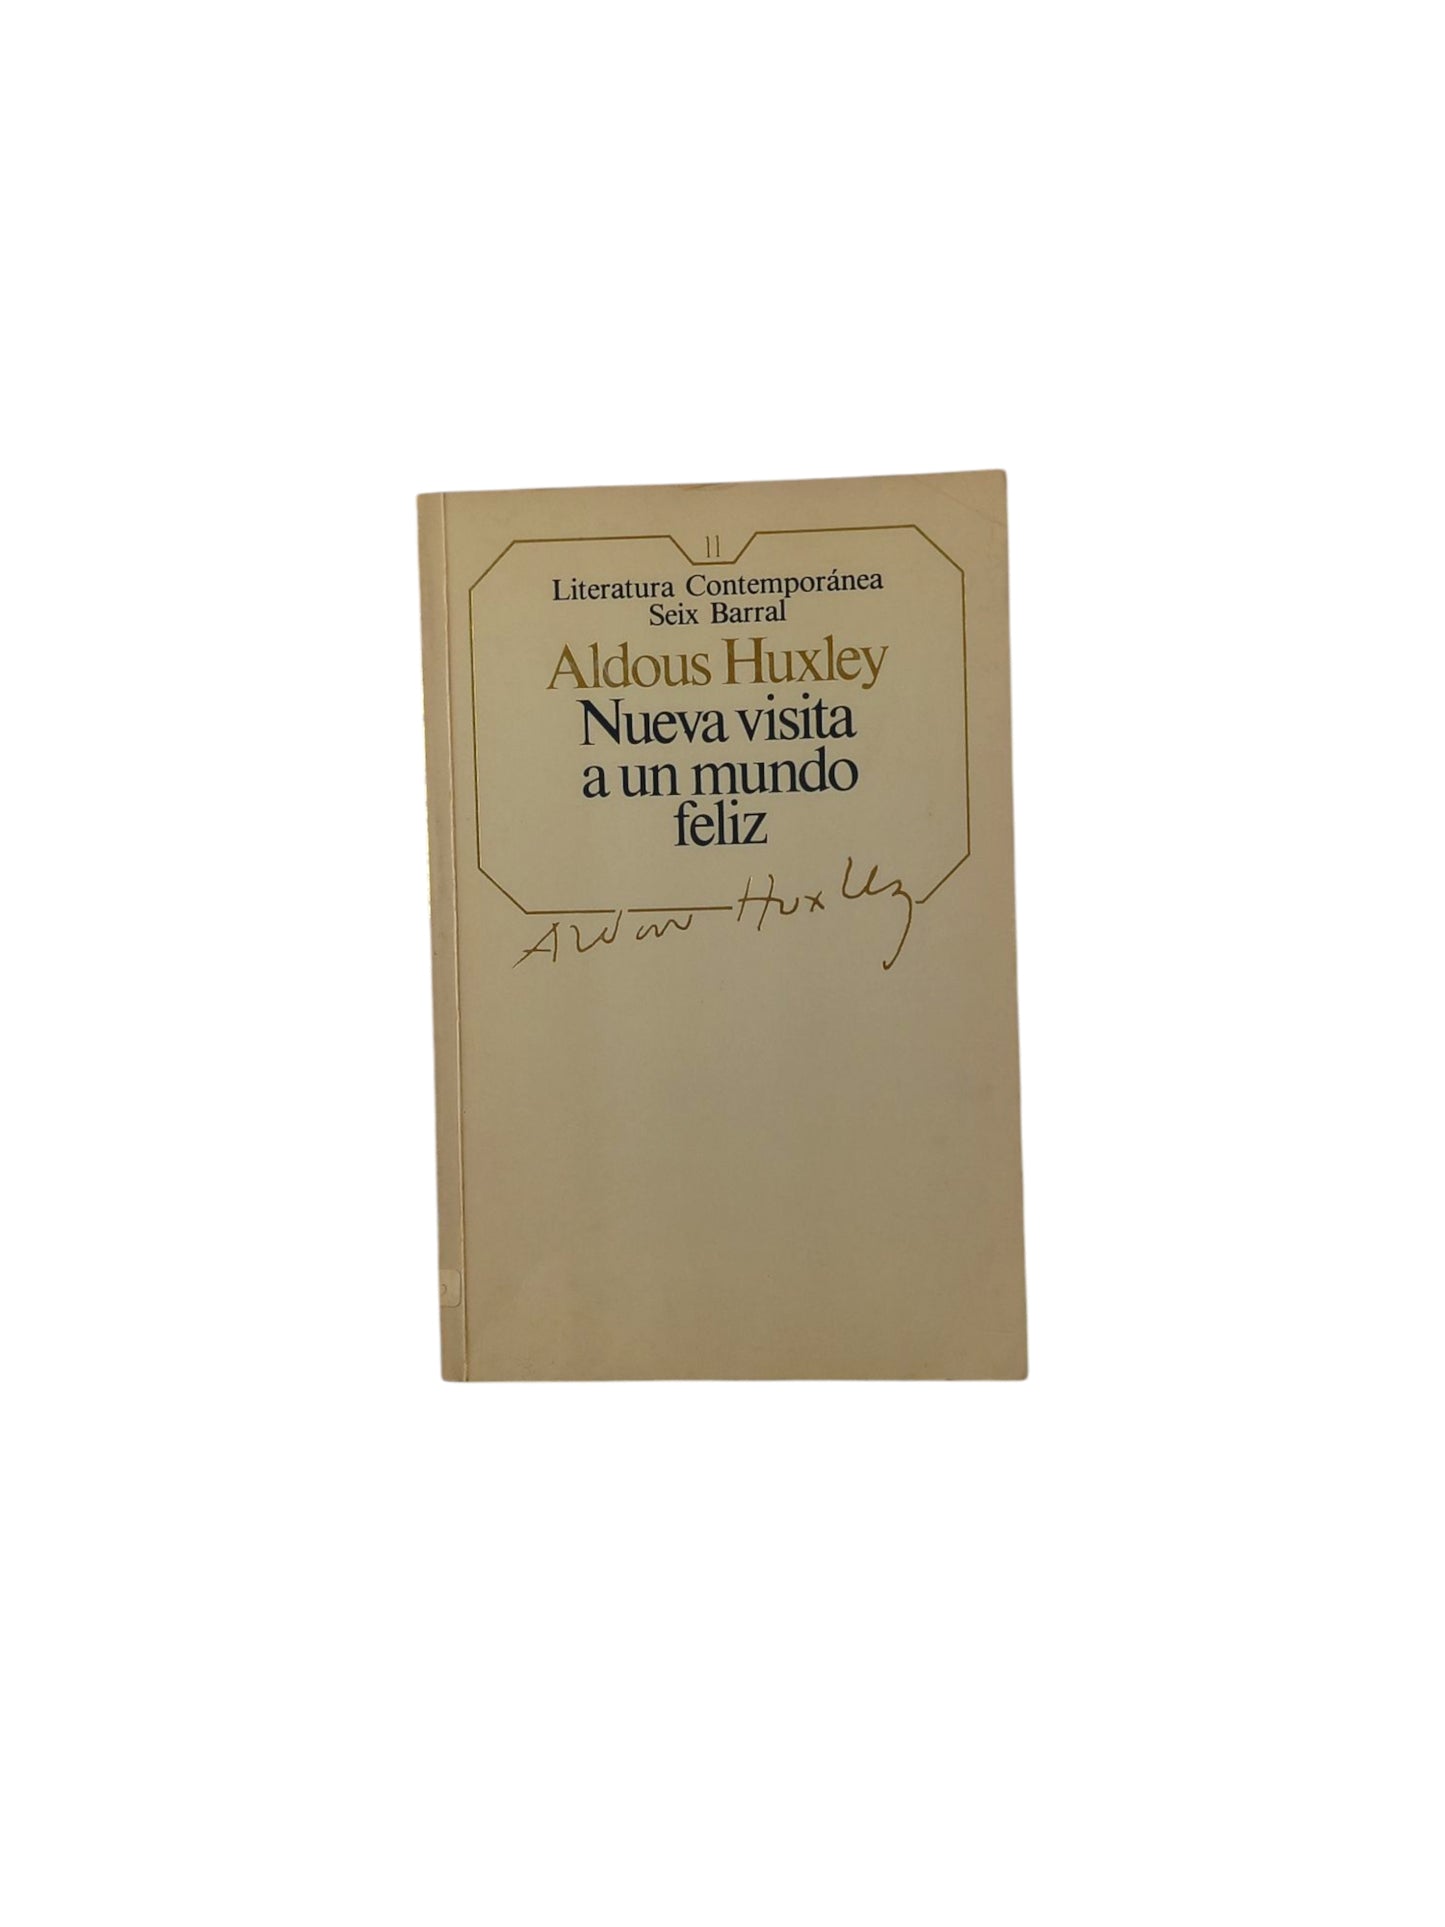 11
Literatura Contemporánea
Seix Barral
Aldous Huxley
Nueva visita
a un mundo
feliz
Aldous Huxley